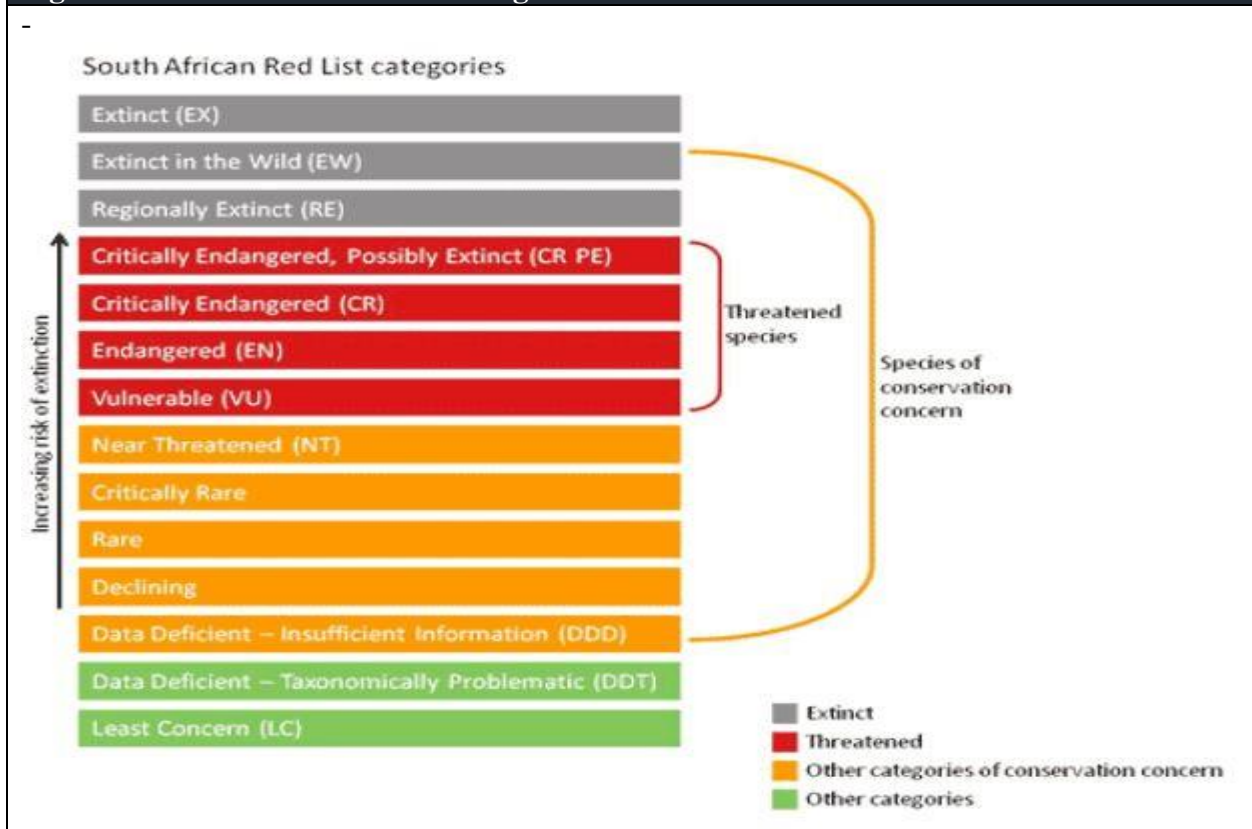 -
South African Red List categories
Extinct (EX)
Extinct in the Wild (EW)
Regionally Extinct (RE)
Critically Endangered, Possibly Extinct (CR PE)
Critically Endangered (CR)
Endangered (EN)
Vulnerable (VU)
Near Threatened (NT)
Critically Rare
Rare
Declining
Data Deficient – Insufficient Information (DDD)
Data Deficient – Taxonomically Problematic (DDT)
Least Concern (LC)
Increasing risk of extinction
Threatened
species
Species of
conservation
concern
Extinct
Threatened
Other categories of conservation concern
Other categories